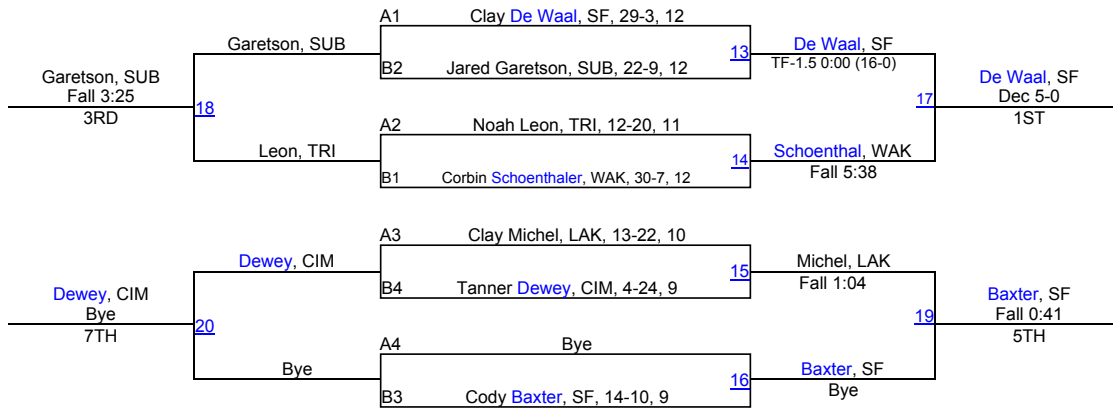 A1 Clay De Waal, SF, 29-3, 12
Garetson, SUB 13 De Waal, SF
B2 Jared Garetson, SUB, 22-9, 12 TF-1.5 0:00 (16-0)
Garetson, SUB De Waal, SF
Fall 3:25 18 17 Dec 5-0
3RD 1ST
A2 Noah Leon, TRI, 12-20, 11
Leon, TRI 14 Schoenthal, WAK
B1 Corbin Schoenthaler, WAK, 30-7, 12 Fall 5:38
A3 Clay Michel, LAK, 13-22, 10
Dewey, CIM 15 Michel, LAK
B4 Tanner Dewey, CIM, 4-24, 9 Fall 1:04
Dewey, CIM Baxter, SF
Bye 20 19 Fall 0:41
7TH 5TH
A4 Bye
Bye 16 Baxter, SF
B3 Cody Baxter, SF, 14-10, 9 Bye